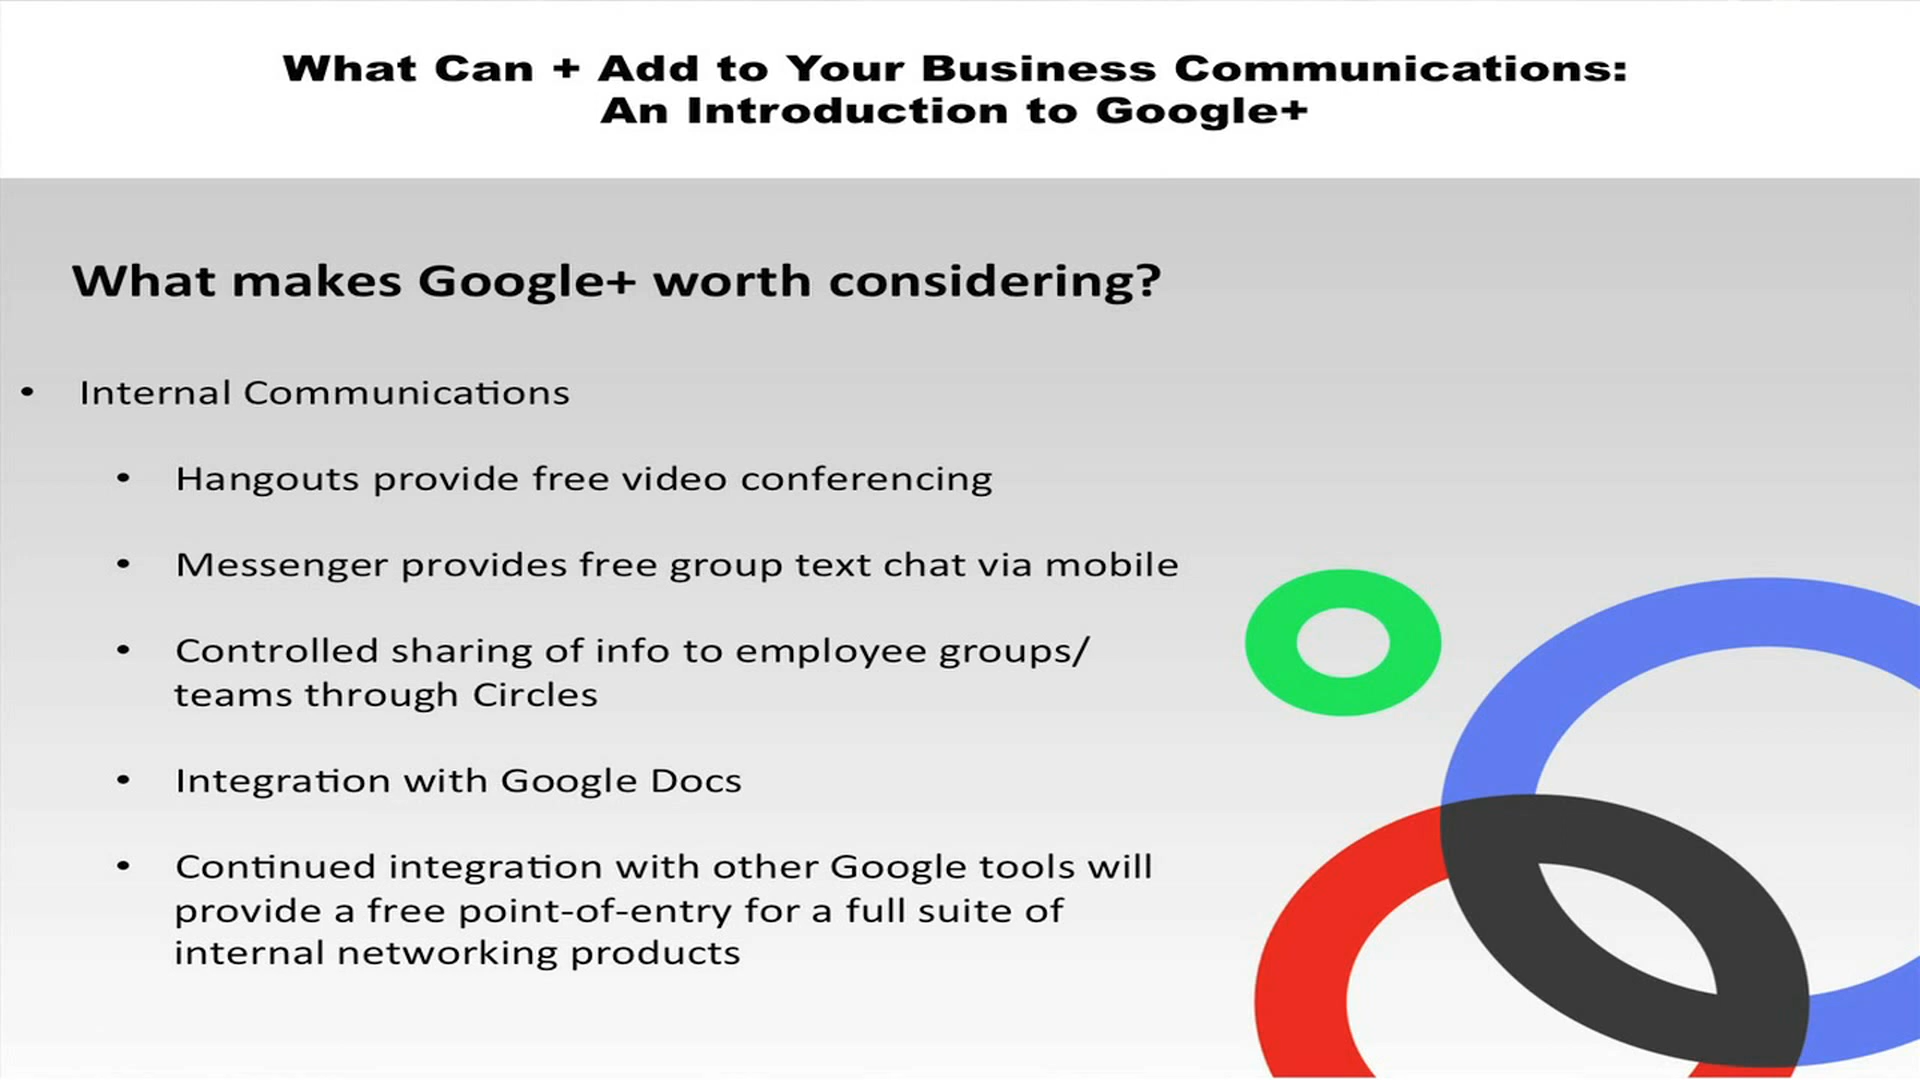 What Can + Add to Your Business Communications:
An Introduction to Google+
What makes Google+ worth considering?
• Internal Communications
• Hangouts provide free video conferencing
• Messenger provides free group text chat via mobile
• Controlled sharing of info to employee groups/
teams through Circles
• Integration with Google Docs
• Continued integration with other Google tools will
provide a free point-of-entry for a full suite of
internal networking products